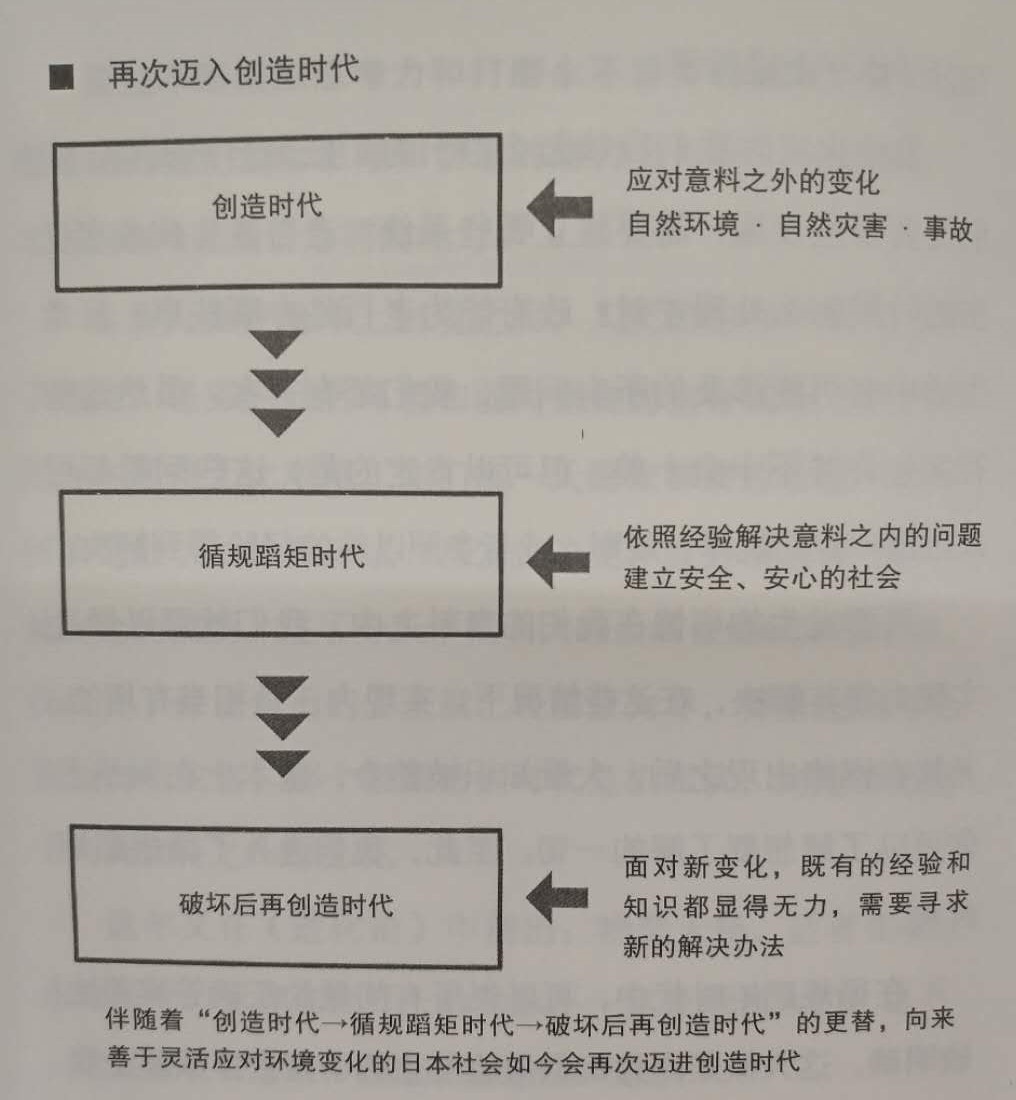 ■ 再次迈入创造时代
创造时代
应对意料之外的变化
自然环境 · 自然灾害 · 事故
循规蹈矩时代
依照经验解决意料之内的问题
建立安全、安心的社会
破坏后再创造时代
面对新变化，既有的经验和
知识都显得无力，需要寻求
新的解决办法
伴随着“创造时代→循规蹈矩时代→破坏后再创造时代”的更替，向来
善于灵活应对环境变化的日本社会如今会再次迈进创造时代